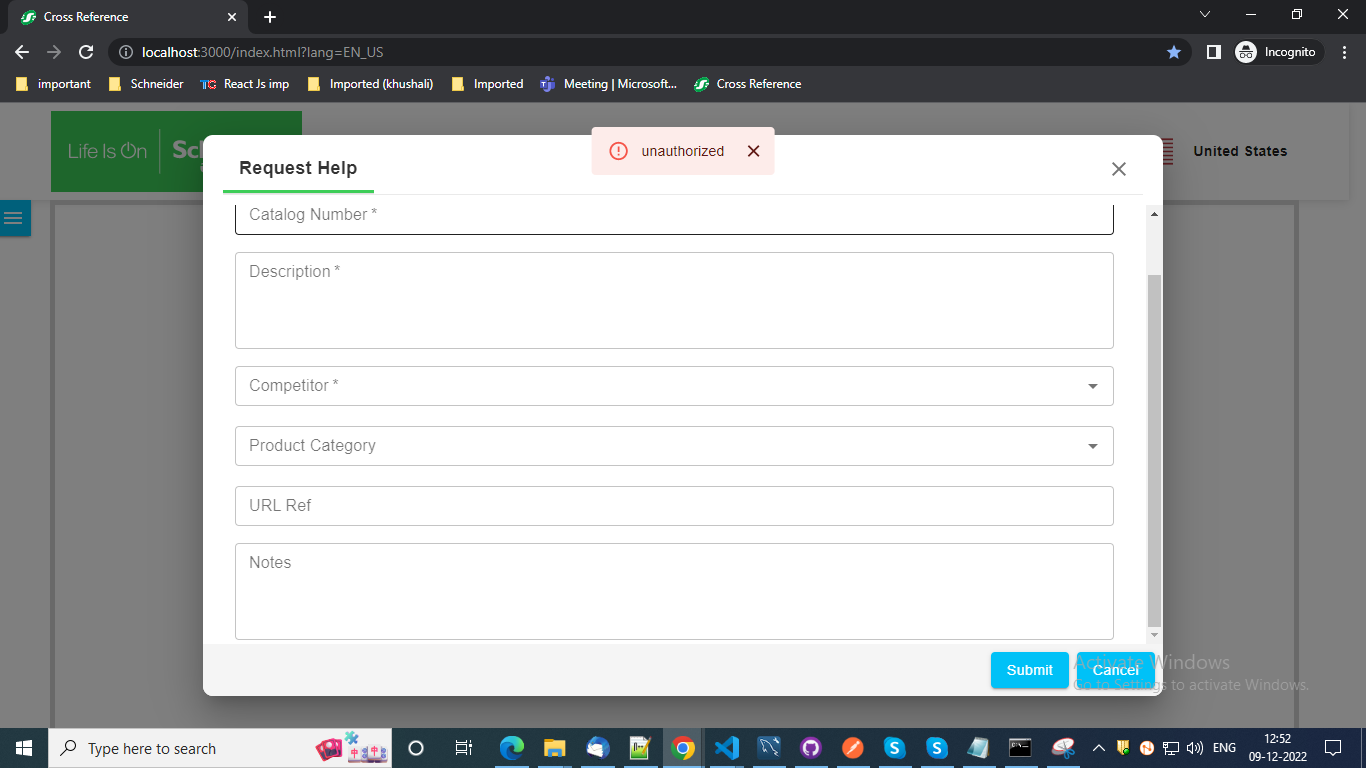 Cross Reference
localhost:3000/index.html?lang=EN_US
Incognito
important
Schneider
React Js imp
Imported (khushali)
Imported
Meeting | Microsoft...
Cross Reference
Life Is On
unauthorized
United States
Request Help
Catalog Number *
Description *
Competitor *
Product Category
URL Ref
Notes
Submit
Cancel
Activate Windows
Go to Settings to activate Windows.
Type here to search
ENG
12:52
09-12-2022